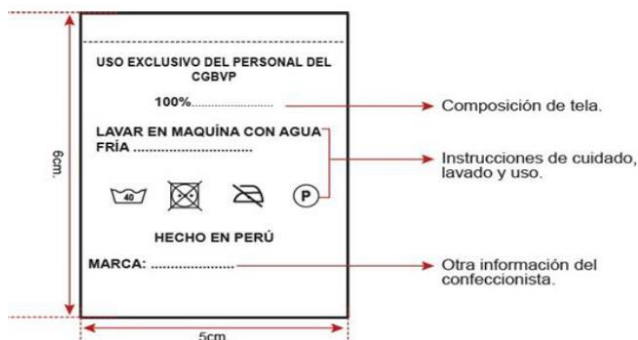 USO EXCLUSIVO DEL PERSONAL DEL
CGBVP
100%........................
Composición de tela.
LAVAR EN MAQUÍNA CON AGUA
FRÍA ..............................
Instrucciones de cuidado,
lavado y uso.
6cm.
40
P
HECHO EN PERÚ
MARCA: .....................
Otra información del
confeccionista.
5cm